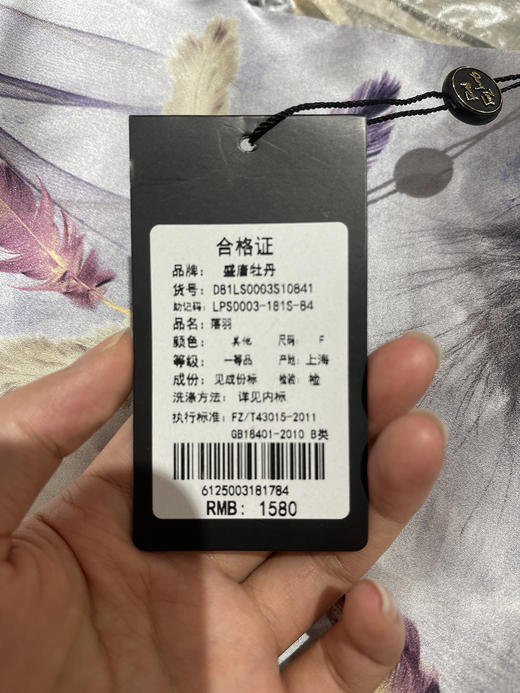 合格证
品牌: 盛唐牡丹
货号: D81LS0003S10841
助记码: LPS0003-181S-84
品名: 落羽
颜色: 其他 尺码: F
等级: 一等品 产地: 上海
成份: 见成份标 检验: 检
洗涤方法: 详见内标
执行标准: FZ/T43015-2011
GB18401-2010 B类
6125003181784
RMB: 1580